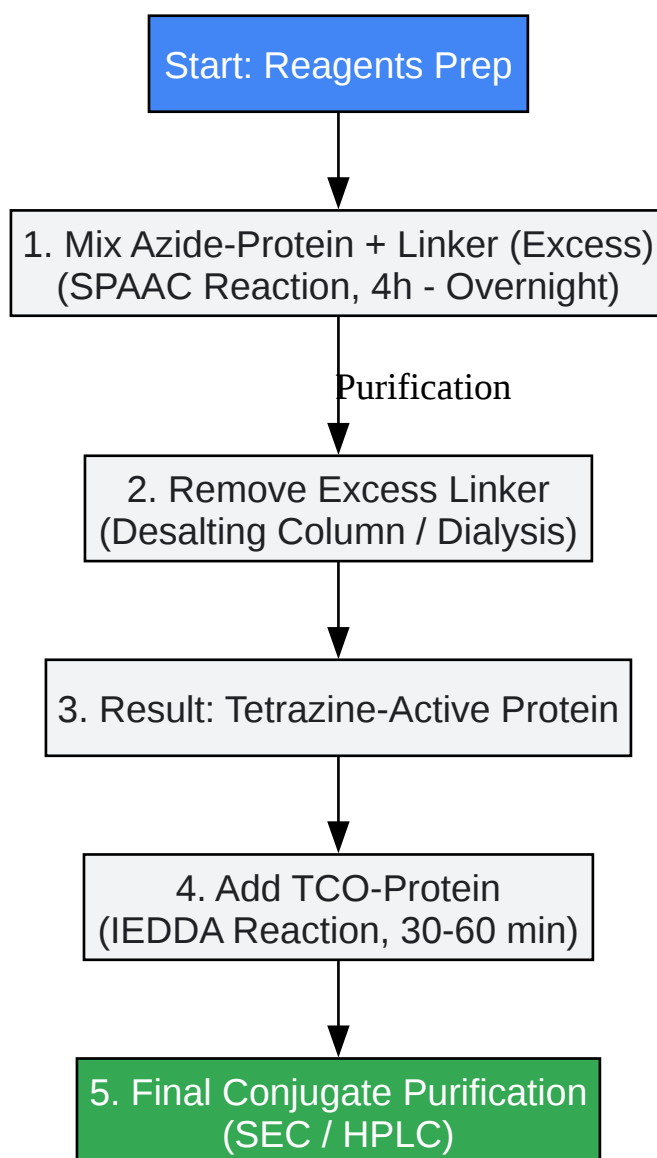 Start: Reagents Prep
1. Mix Azide-Protein + Linker (Excess)
(SPAAC Reaction, 4h - Overnight)
Purification
2. Remove Excess Linker
(Desalting Column / Dialysis)
3. Result: Tetrazine-Active Protein
4. Add TCO-Protein
(IEDDA Reaction, 30-60 min)
5. Final Conjugate Purification
(SEC / HPLC)